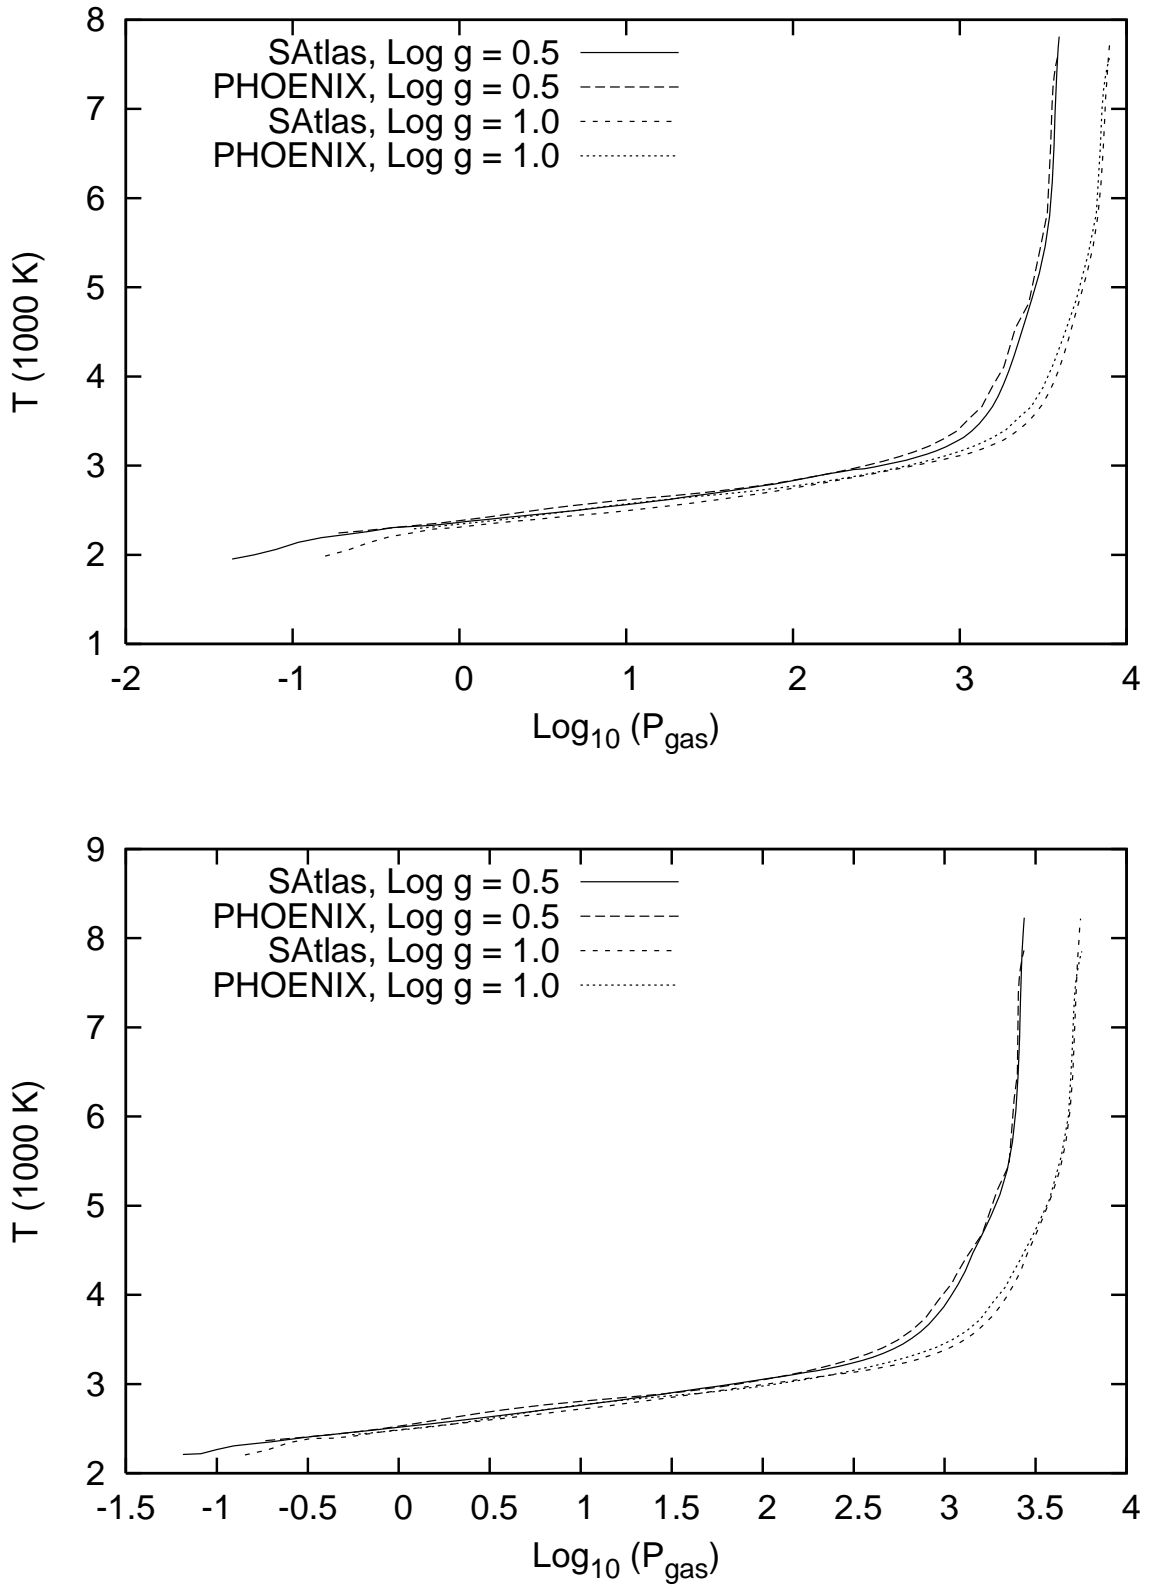 8
7
6
5
4
3
2
1
T (1000 K)
SAtlas, Log g = 0.5
PHOENIX, Log g = 0.5
SAtlas, Log g = 1.0
PHOENIX, Log g = 1.0
-2 -1 0 1 2 3 4
Log10 (Pgas)
9
8
7
6
5
4
3
2
T (1000 K)
SAtlas, Log g = 0.5
PHOENIX, Log g = 0.5
SAtlas, Log g = 1.0
PHOENIX, Log g = 1.0
-1.5 -1 -0.5 0 0.5 1 1.5 2 2.5 3 3.5 4
Log10 (Pgas)